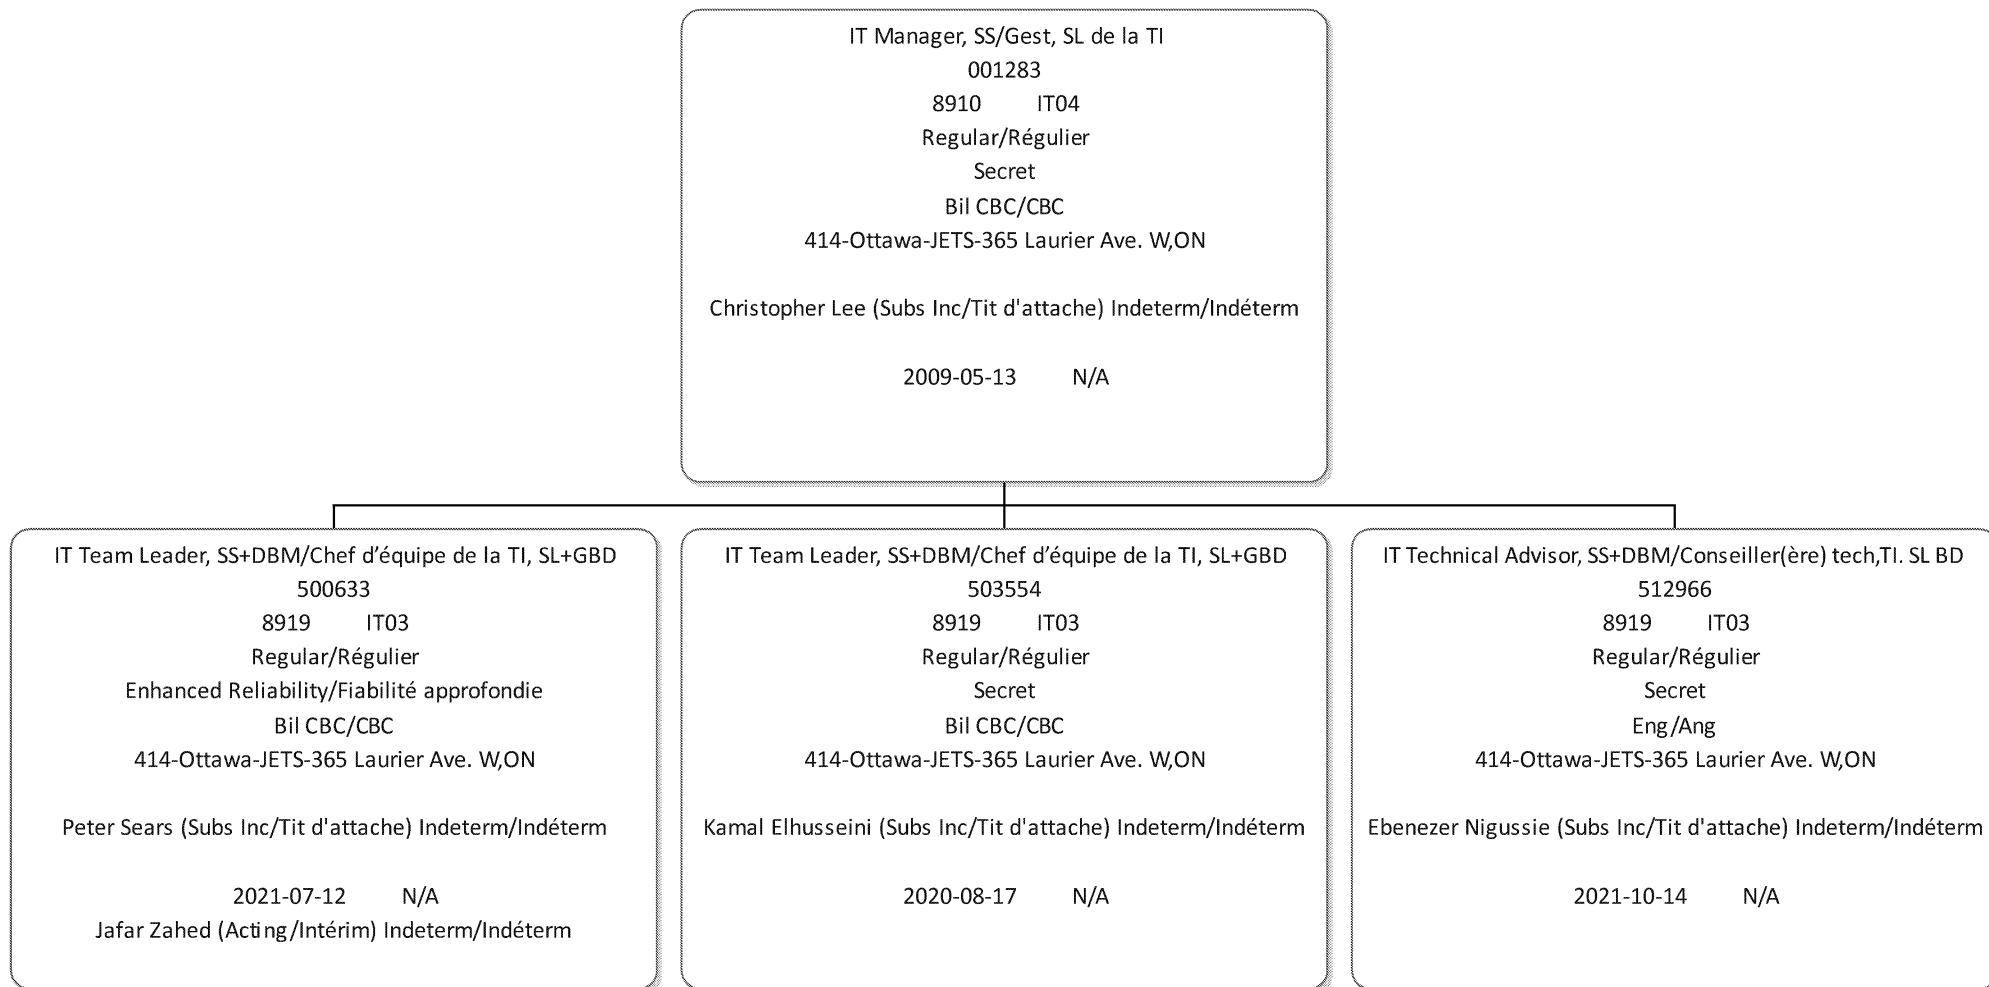 IT Manager, SS/Gest, SL de la TI
001283
8910 IT04
Regular/Régulier
Secret
Bil CBC/CBC
414-Ottawa-JETS-365 Laurier Ave. W,ON
Christopher Lee (Subs Inc/Tit d'attache) Indeterm/Indéterm
2009-05-13 N/A
IT Team Leader, SS+DBM/Chef d’équipe de la TI, SL+GBD
500633
8919 IT03
Regular/Régulier
Enhanced Reliability/Fiabilité approfondie
Bil CBC/CBC
414-Ottawa-JETS-365 Laurier Ave. W,ON
Peter Sears (Subs Inc/Tit d'attache) Indeterm/Indéterm
2021-07-12 N/A
Jafar Zahed (Acting/Intérim) Indeterm/Indéterm
IT Team Leader, SS+DBM/Chef d’équipe de la TI, SL+GBD
503554
8919 IT03
Regular/Régulier
Secret
Bil CBC/CBC
414-Ottawa-JETS-365 Laurier Ave. W,ON
Kamal Elhusseini (Subs Inc/Tit d'attache) Indeterm/Indéterm
2020-08-17 N/A
IT Technical Advisor, SS+DBM/Conseiller(ère) tech,TI. SL BD
512966
8919 IT03
Regular/Régulier
Secret
Eng/Ang
414-Ottawa-JETS-365 Laurier Ave. W,ON
Ebenezer Nigussie (Subs Inc/Tit d'attache) Indeterm/Indéterm
2021-10-14 N/A